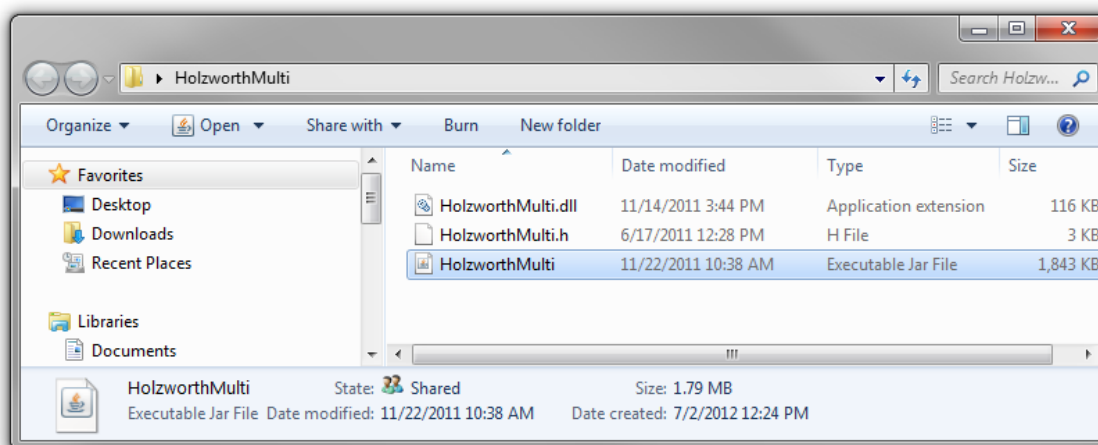 HolzworthMulti
Search Holzw...
Organize Open Share with Burn New folder
Favorites
Desktop
Downloads
Recent Places
Libraries
Documents
Name Date modified Type Size
HolzworthMulti.dll 11/14/2011 3:44 PM Application extension 116 KB
HolzworthMulti.h 6/17/2011 12:28 PM H File 3 KB
HolzworthMulti 11/22/2011 10:38 AM Executable Jar File 1,843 KB
HolzworthMulti State: Shared Size: 1.79 MB
Executable Jar File Date modified: 11/22/2011 10:38 AM Date created: 7/2/2012 12:24 PM